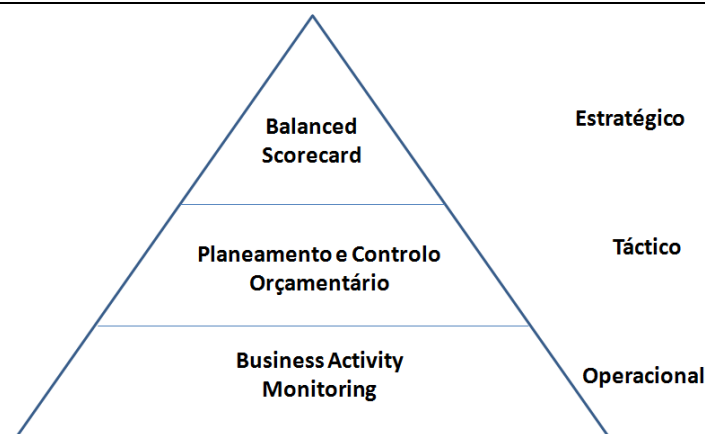 Balanced
Scorecard
Estratégico
Planeamento e Controlo
Orçamentário
Táctico
Business Activity
Monitoring
Operacional